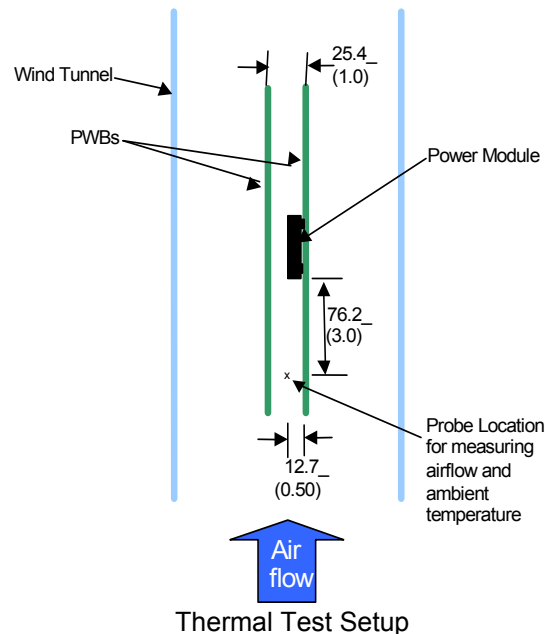 25.4_
(1.0)
Wind Tunnel
PWBs
Power Module
76.2_
(3.0)
x
Probe Location
for measuring
airflow and
ambient
temperature
12.7_
(0.50)
Air
flow
Thermal Test Setup